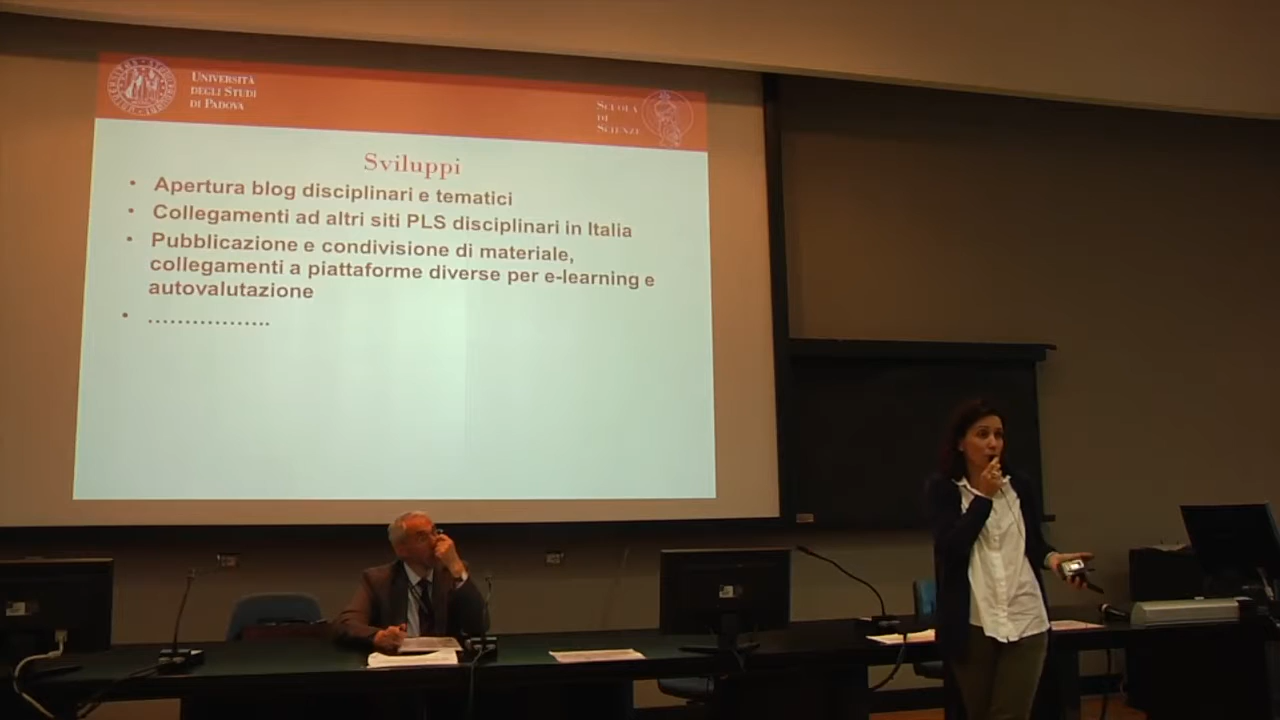 Università
degli Studi
di Padova
Scuola
di
Scienze
Sviluppi
• Apertura blog disciplinari e tematici
• Collegamenti ad altri siti PLS disciplinari in Italia
• Pubblicazione e condivisione di materiale,
collegamenti a piattaforme diverse per e-learning e
autovalutazione
• .................